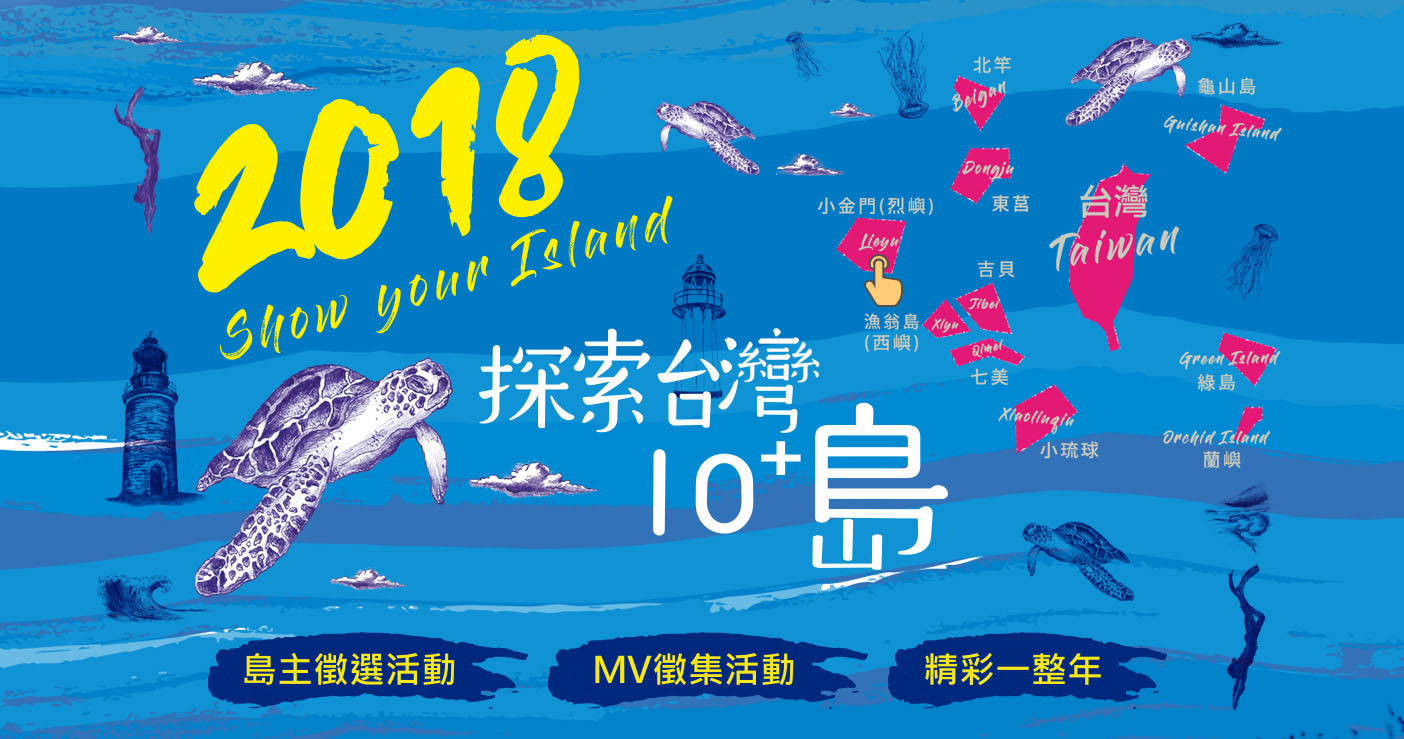 2018
Show your Island
探索台灣
10+島
北竿
Beigan
龜山島
Guishan Island
Dongju
東莒
台灣
Taiwan
小金門(烈嶼)
Lieyu
吉貝
Jibei
Xiyu
漁翁島
(西嶼)
Qimei
七美
Green Island
綠島
Xiaoliuqiu
小琉球
Orchid Island
蘭嶼
島主徵選活動
MV徵集活動
精彩一整年